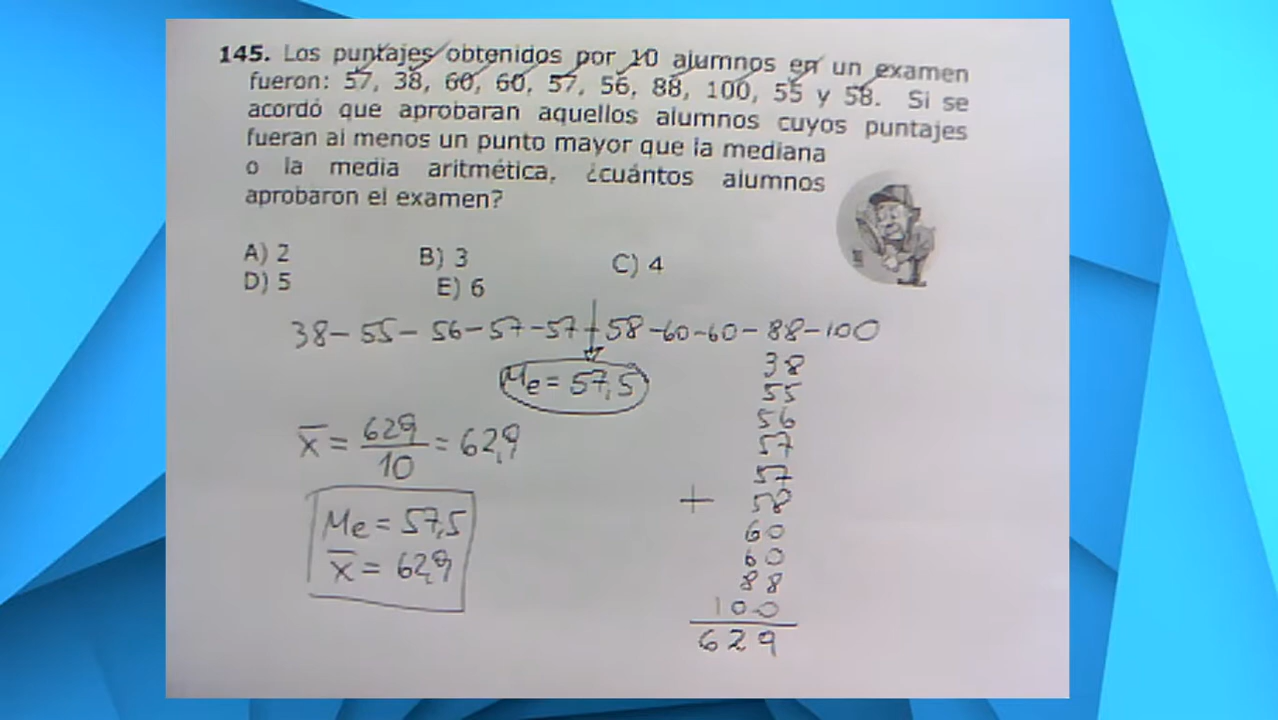 145. Los puntajes obtenidos por 10 alumnos en un examen
fueron: 57, 38, 60, 60, 57, 56, 88, 100, 55 y 58. Si se
acordó que aprobaran aquellos alumnos cuyos puntajes
fueran al menos un punto mayor que la mediana
o la media aritmética, ¿cuántos alumnos
aprobaron el examen?
A) 2 B) 3 C) 4
D) 5 E) 6
38-55-56-57-57-58-60-60-88-100
Me = 57,5
38
55
56
57
57
+ 58
60
60
88
100
629
x̅ = 629/10 = 62,9
Me = 57,5
x̅ = 62,9